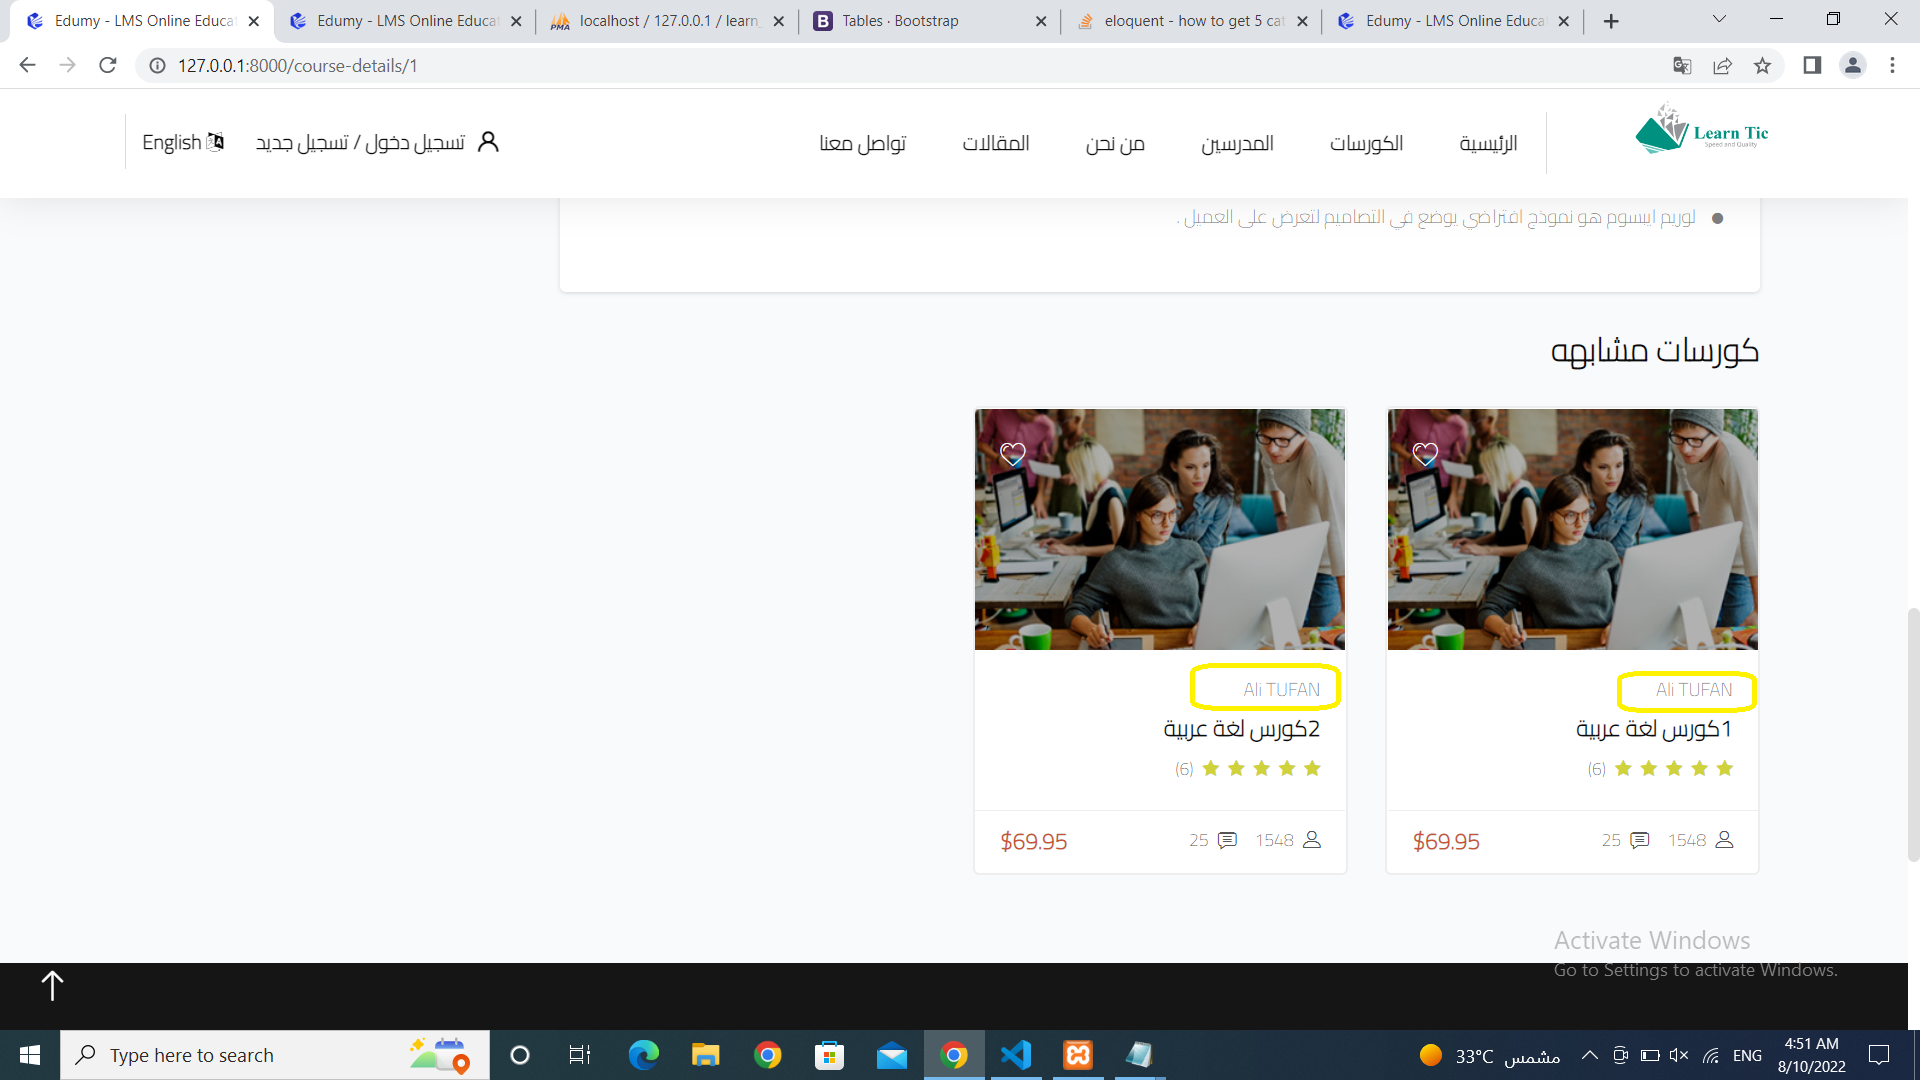 Edumy - LMS Online Educa
Edumy - LMS Online Educa
localhost / 127.0.0.1 / learn_
Tables · Bootstrap
eloquent - how to get 5 cat
Edumy - LMS Online Educa
127.0.0.1:8000/course-details/1
Learn Tic
Speed and Quality
الرئيسية
الكورسات
المدرسين
من نحن
المقالات
تواصل معنا
تسجيل دخول / تسجيل جديد
English
لوريم ايبسوم هو نموذج افتراضي يوضع في التصاميم لتعرض على العميل .
كورسات مشابهه
Ali TUFAN
1كورس لغة عربية
(6)
1548
25
$69.95
Ali TUFAN
2كورس لغة عربية
(6)
1548
25
$69.95
Activate Windows
Go to Settings to activate Windows.
Type here to search
33°C مشمس
ENG
4:51 AM
8/10/2022